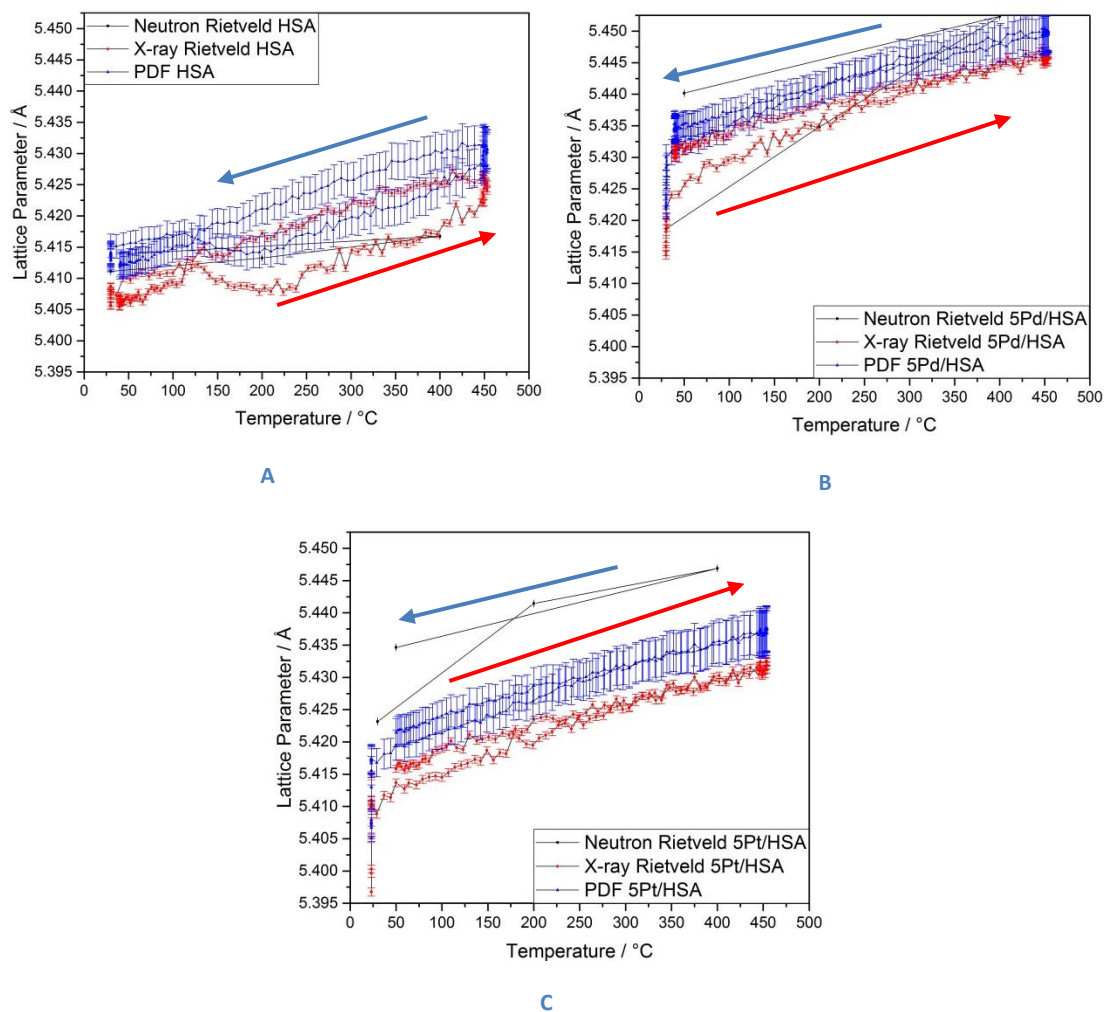 5.450
5.445
5.440
5.435
5.430
5.425
5.420
5.415
5.410
5.405
5.400
5.395
Lattice Parameter / Å
Neutron Rietveld HSA
X-ray Rietveld HSA
PDF HSA
0 50 100 150 200 250 300 350 400 450 500
Temperature / °C
A
5.450
5.445
5.440
5.435
5.430
5.425
5.420
5.415
5.410
5.405
5.400
5.395
Lattice Parameter / Å
Neutron Rietveld 5Pd/HSA
X-ray Rietveld 5Pd/HSA
PDF 5Pd/HSA
0 50 100 150 200 250 300 350 400 450 500
Temperature / °C
B
5.450
5.445
5.440
5.435
5.430
5.425
5.420
5.415
5.410
5.405
5.400
5.395
Lattice Parameter / Å
Neutron Rietveld 5Pt/HSA
X-ray Rietveld 5Pt/HSA
PDF 5Pt/HSA
0 50 100 150 200 250 300 350 400 450 500
Temperature / °C
C